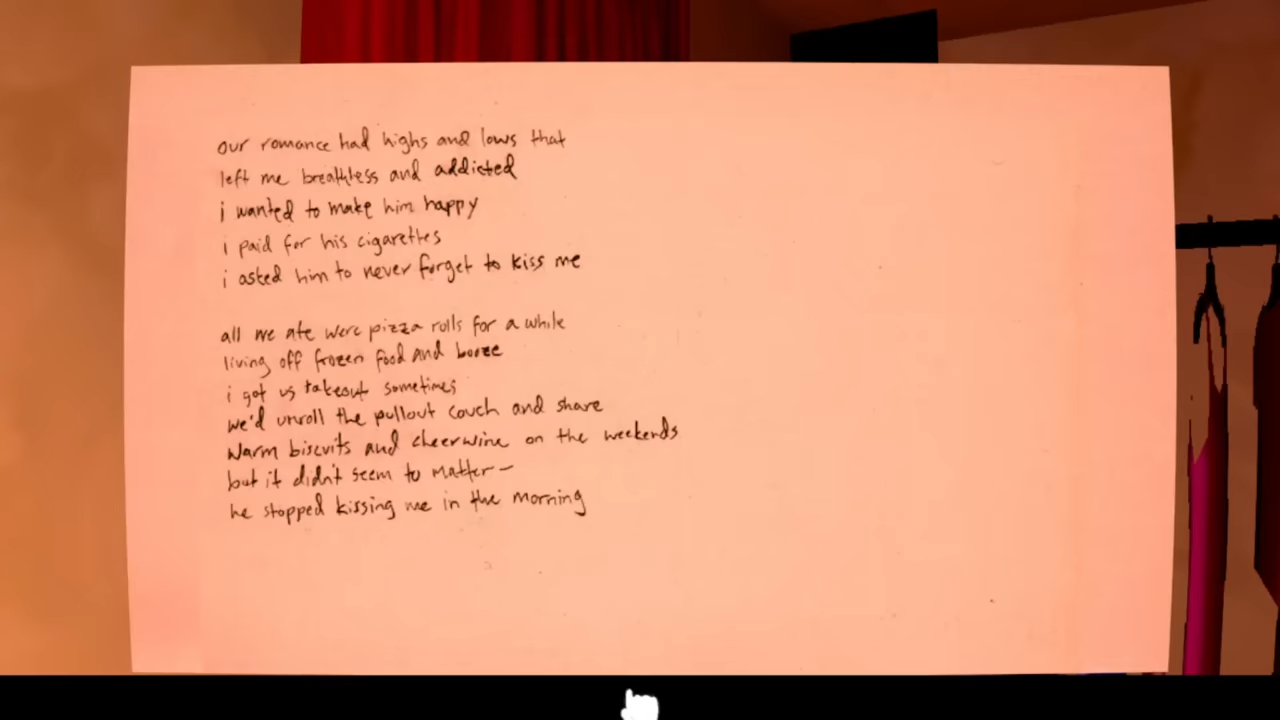 our romance had highs and lows that
left me breathless and addicted
i wanted to make him happy
i paid for his cigarettes
i asked him to never forget to kiss me
all we ate were pizza rolls for a while
living off frozen food and booze
i got us takeout sometimes
we'd unroll the pullout couch and share
warm biscuits and cheerwine on the weekends
but it didn't seem to matter—
he stopped kissing me in the morning